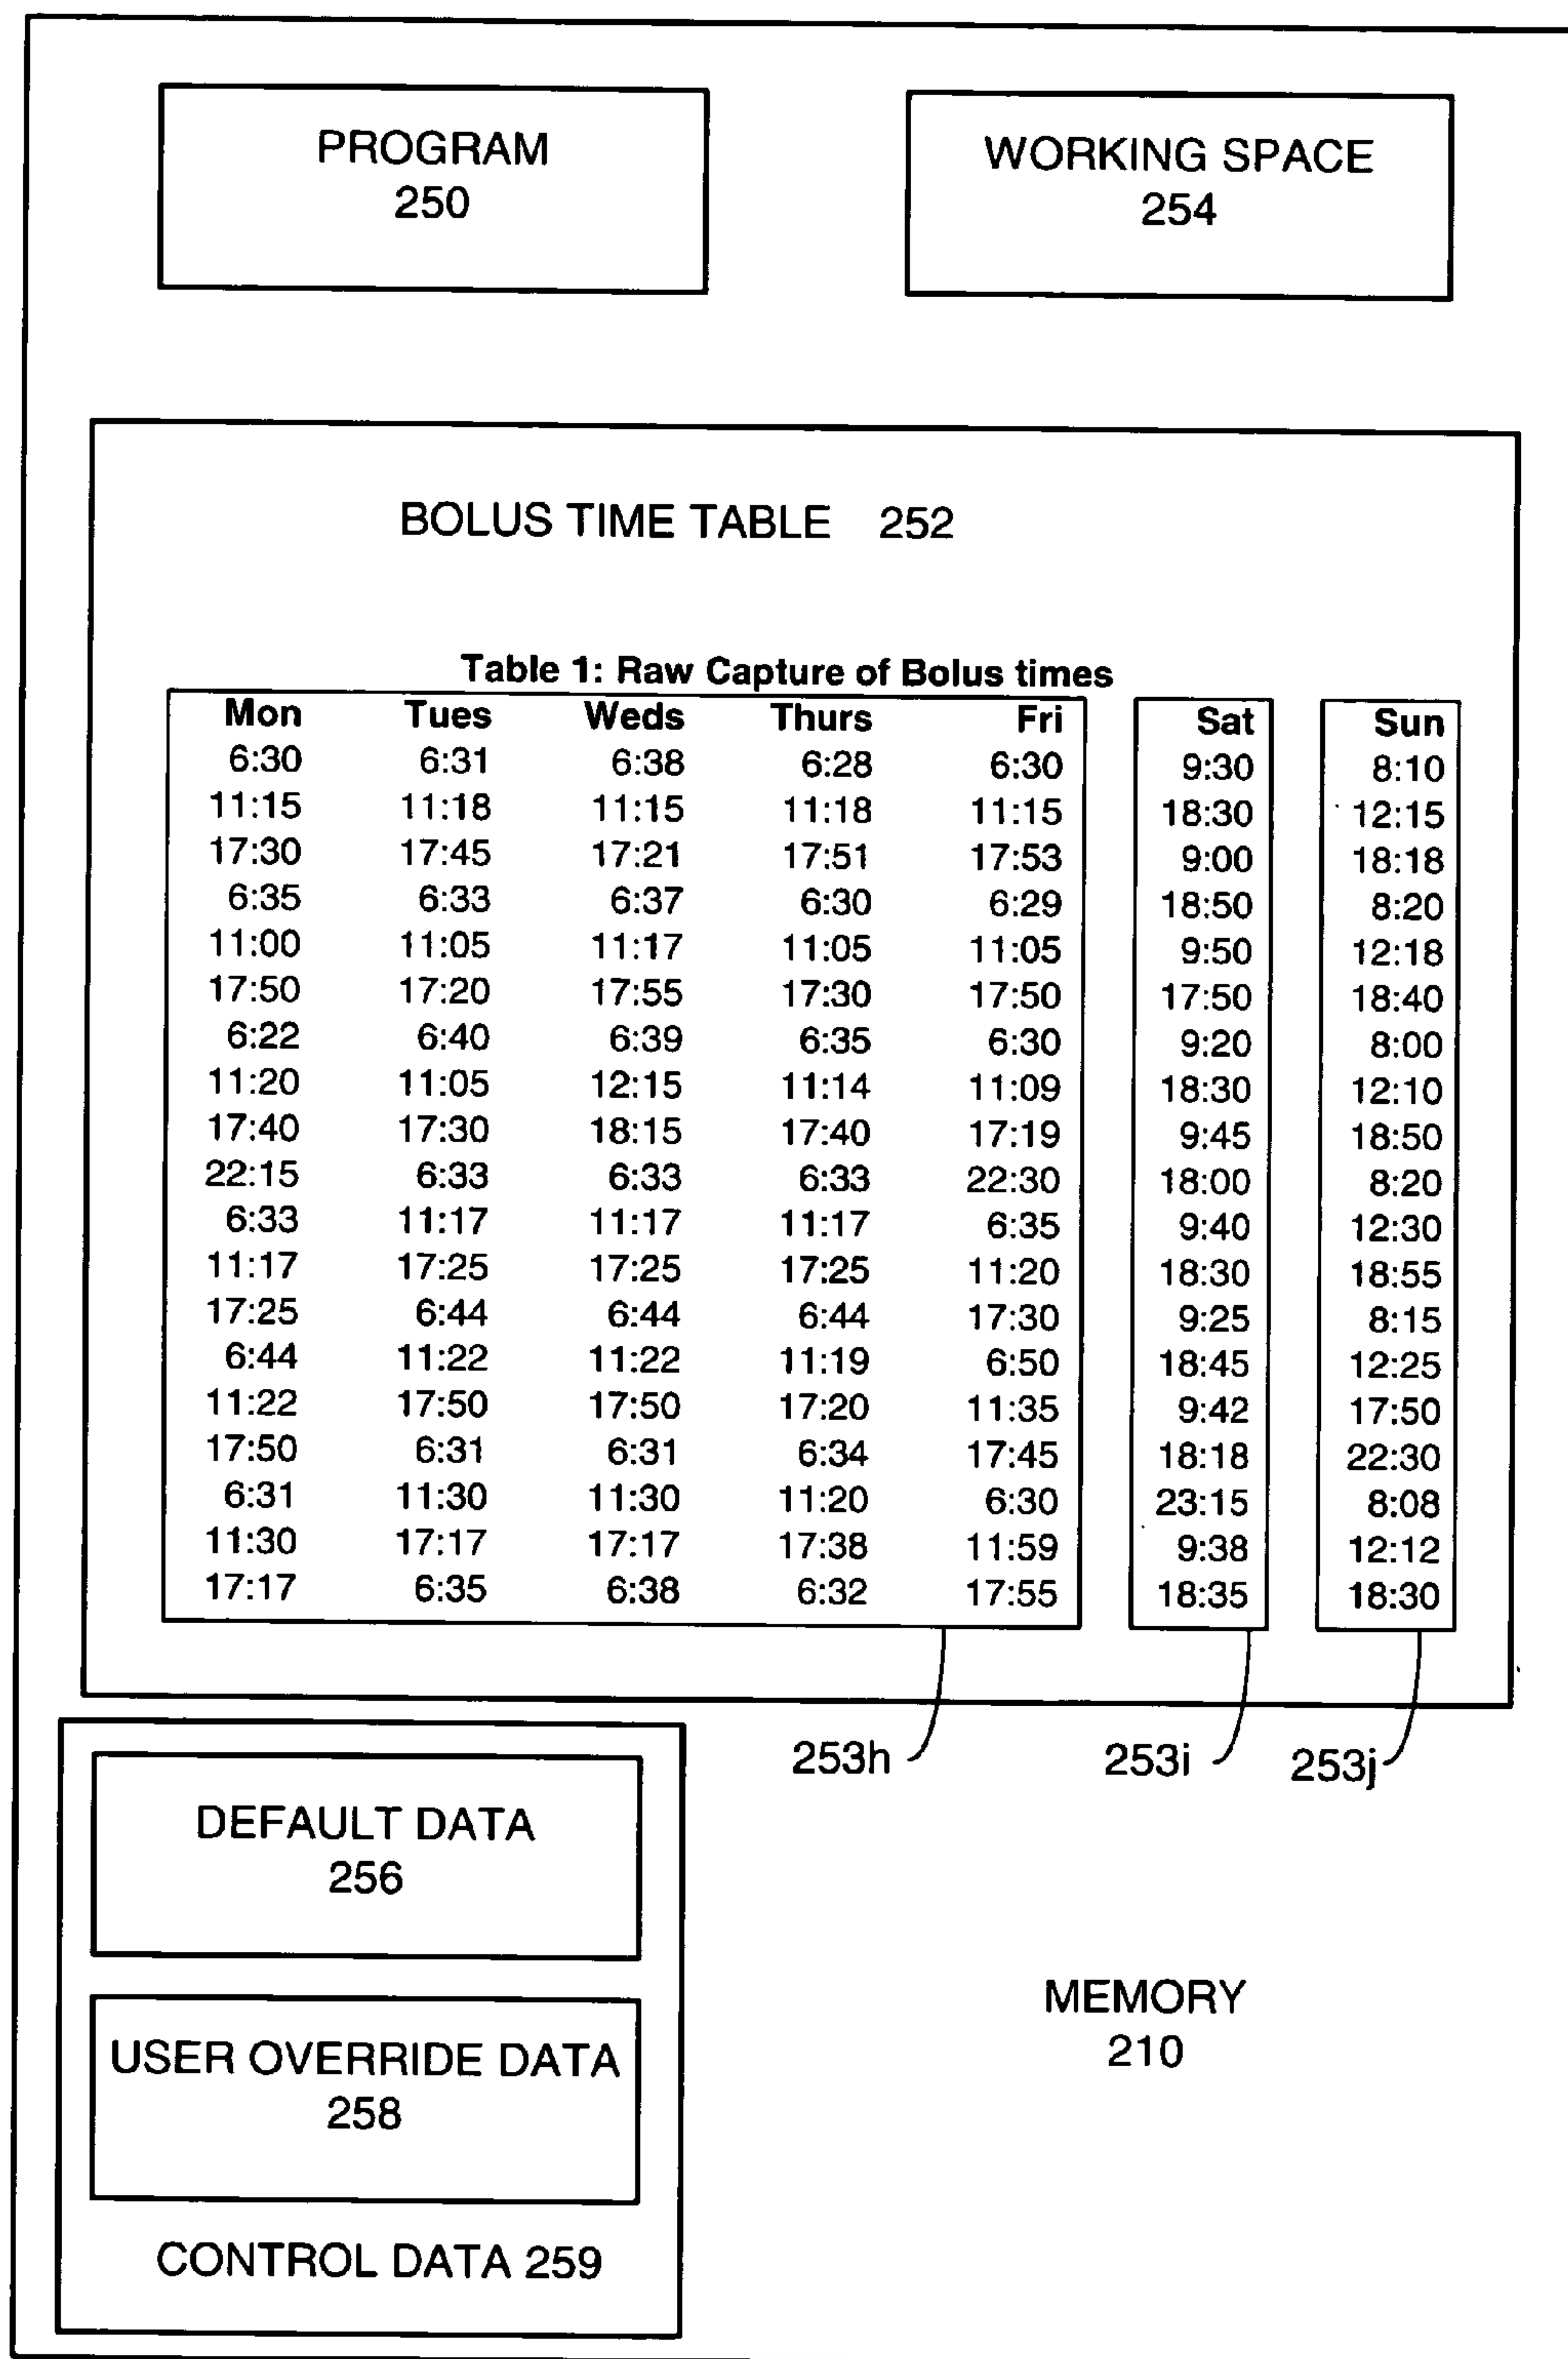 PROGRAM
250
WORKING SPACE
254
BOLUS TIME TABLE 252
Table 1: Raw Capture of Bolus times
Mon Tues Weds Thurs Fri Sat Sun
6:30 6:31 6:38 6:28 6:30 9:30 8:10
11:15 11:18 11:15 11:18 11:15 18:30 12:15
17:30 17:45 17:21 17:51 17:53 9:00 18:18
6:35 6:33 6:37 6:30 6:29 18:50 8:20
11:00 11:05 11:17 11:05 11:05 9:50 12:18
17:50 17:20 17:55 17:30 17:50 17:50 18:40
6:22 6:40 6:39 6:35 6:30 9:20 8:00
11:20 11:05 12:15 11:14 11:09 18:30 12:10
17:40 17:30 18:15 17:40 17:19 9:45 18:50
22:15 6:33 6:33 6:33 22:30 18:00 8:20
6:33 11:17 11:17 11:17 6:35 9:40 12:30
11:17 17:25 17:25 17:25 11:20 18:30 18:55
17:25 6:44 6:44 6:44 17:30 9:25 8:15
6:44 11:22 11:22 11:19 6:50 18:45 12:25
11:22 17:50 17:50 17:20 11:35 9:42 17:50
17:50 6:31 6:31 6:34 17:45 18:18 22:30
6:31 11:30 11:30 11:20 6:30 23:15 8:08
11:30 17:17 17:17 17:38 11:59 9:38 12:12
17:17 6:35 6:38 6:32 17:55 18:35 18:30
253h 253i 253j
DEFAULT DATA
256
USER OVERRIDE DATA
258
CONTROL DATA 259
MEMORY
210